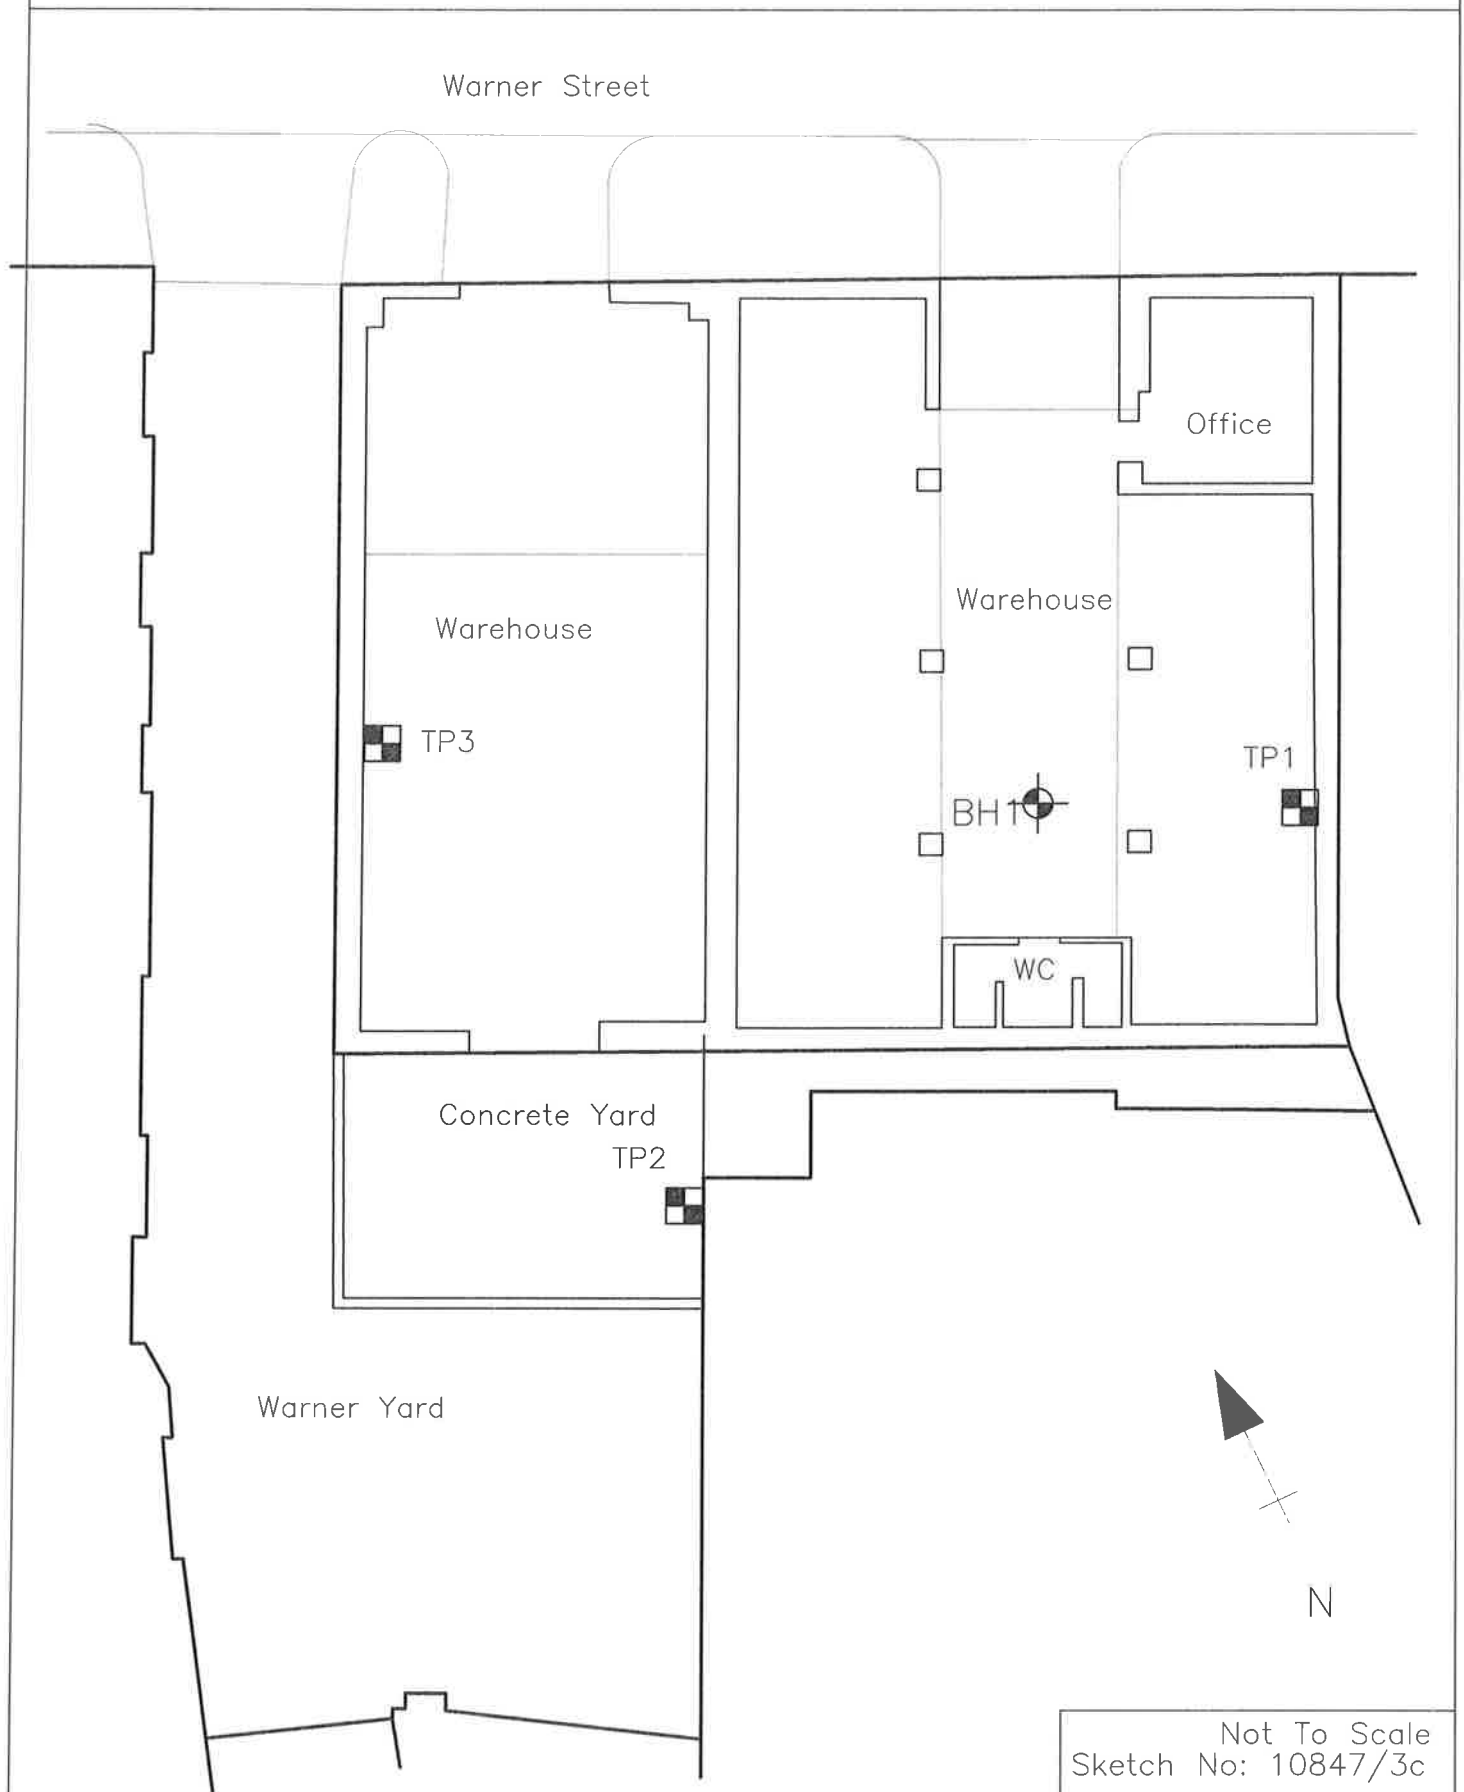 Warner Street
Office
Warehouse
Warehouse
TP3
TP1
BH1
WC
Concrete Yard
TP2
Warner Yard
N
Not To Scale
Sketch No: 10847/3c